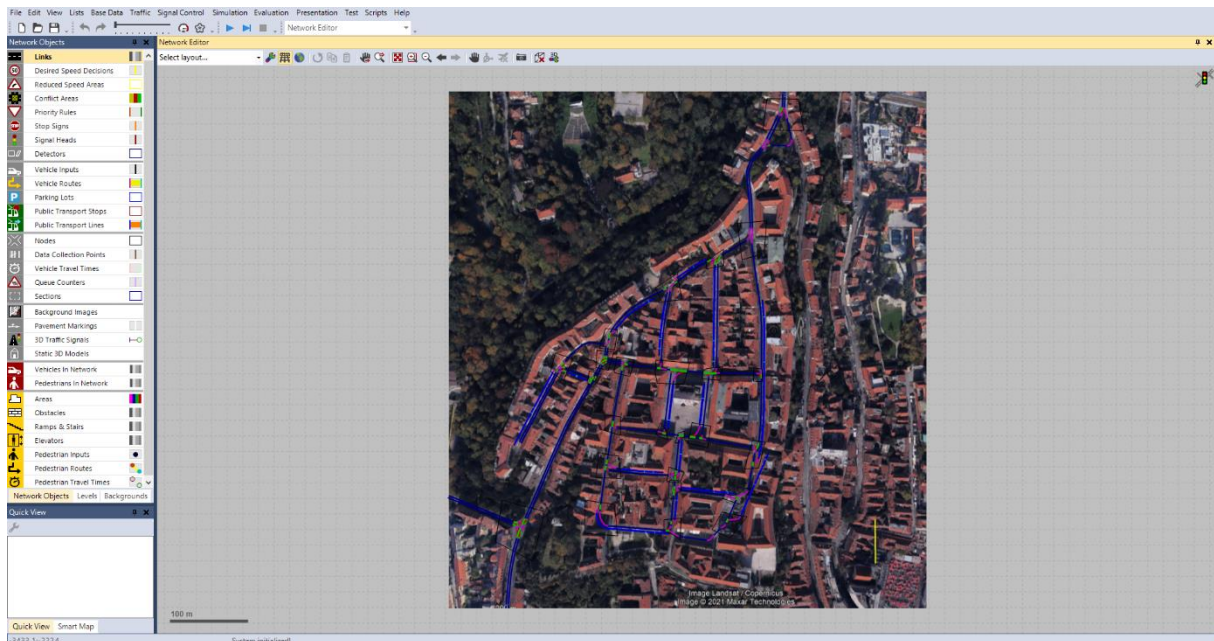 File Edit View Lists Base Data Traffic Signal Control Simulation Evaluation Presentation Test Scripts Help
Network Editor
Network Objects
Network Editor
Select layout...
Links
Desired Speed Decisions
Reduced Speed Areas
Conflict Areas
Priority Rules
Stop Signs
Signal Heads
Detectors
Vehicle Inputs
Vehicle Routes
Parking Lots
Public Transport Stops
Public Transport Lines
Nodes
Data Collection Points
Vehicle Travel Times
Queue Counters
Sections
Background Images
Pavement Markings
3D Traffic Signals
Static 3D Models
Vehicles In Network
Pedestrians In Network
Areas
Obstacles
Ramps & Stairs
Elevators
Pedestrian Inputs
Pedestrian Routes
Pedestrian Travel Times
Network Objects Levels Backgrounds
Quick View
Image Landsat / Copernicus
Image © 2021 Maxar Technologies
100 m
Quick View Smart Map
System initialized!